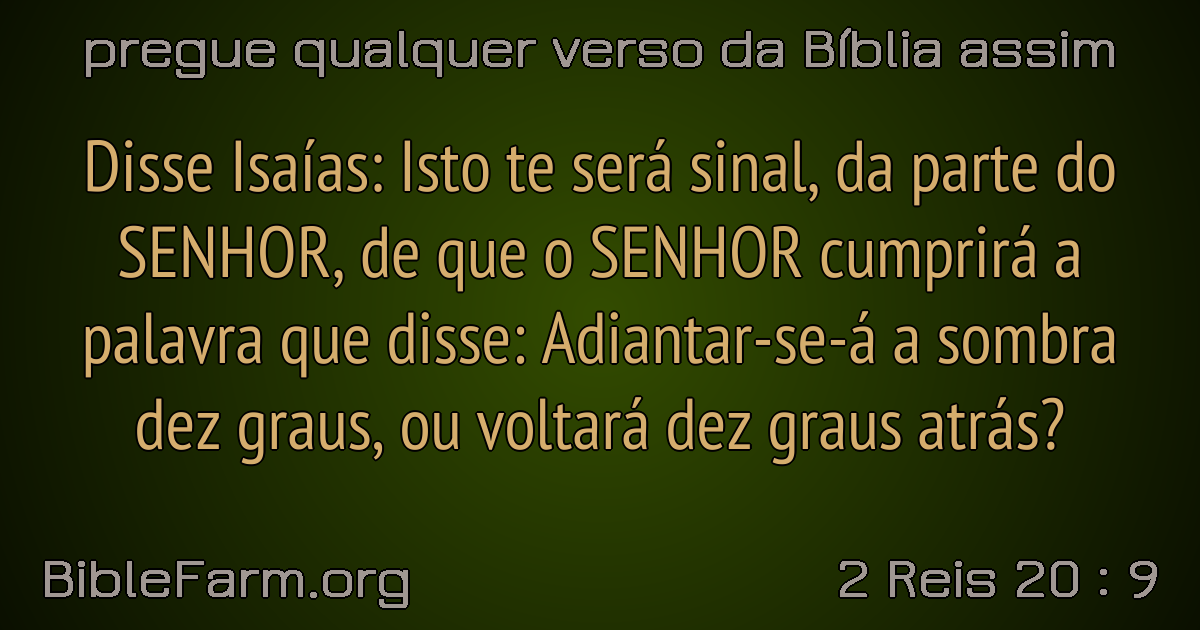 pregue qualquer verso da Bíblia assim
Disse Isaías: Isto te será sinal, da parte do
SENHOR, de que o SENHOR cumprirá a
palavra que disse: Adiantar-se-á a sombra
dez graus, ou voltará dez graus atrás?
BibleFarm.org
2 Reis 20 : 9